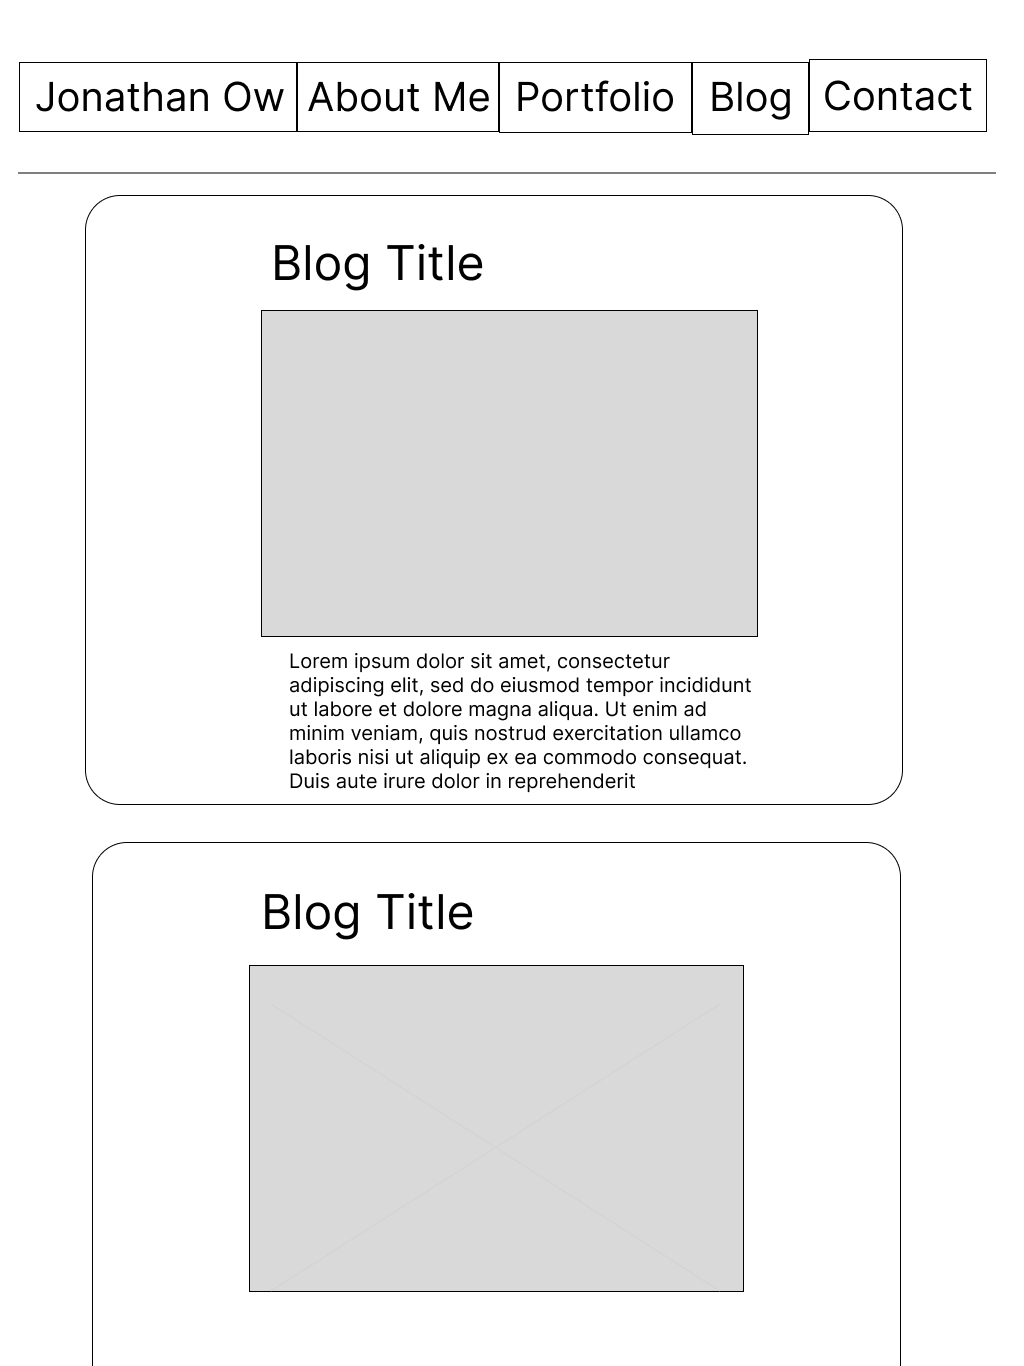 Jonathan Ow About Me Portfolio Blog Contact
Blog Title
Lorem ipsum dolor sit amet, consectetur
adipiscing elit, sed do eiusmod tempor incididunt
ut labore et dolore magna aliqua. Ut enim ad
minim veniam, quis nostrud exercitation ullamco
laboris nisi ut aliquip ex ea commodo consequat.
Duis aute irure dolor in reprehenderit
Blog Title